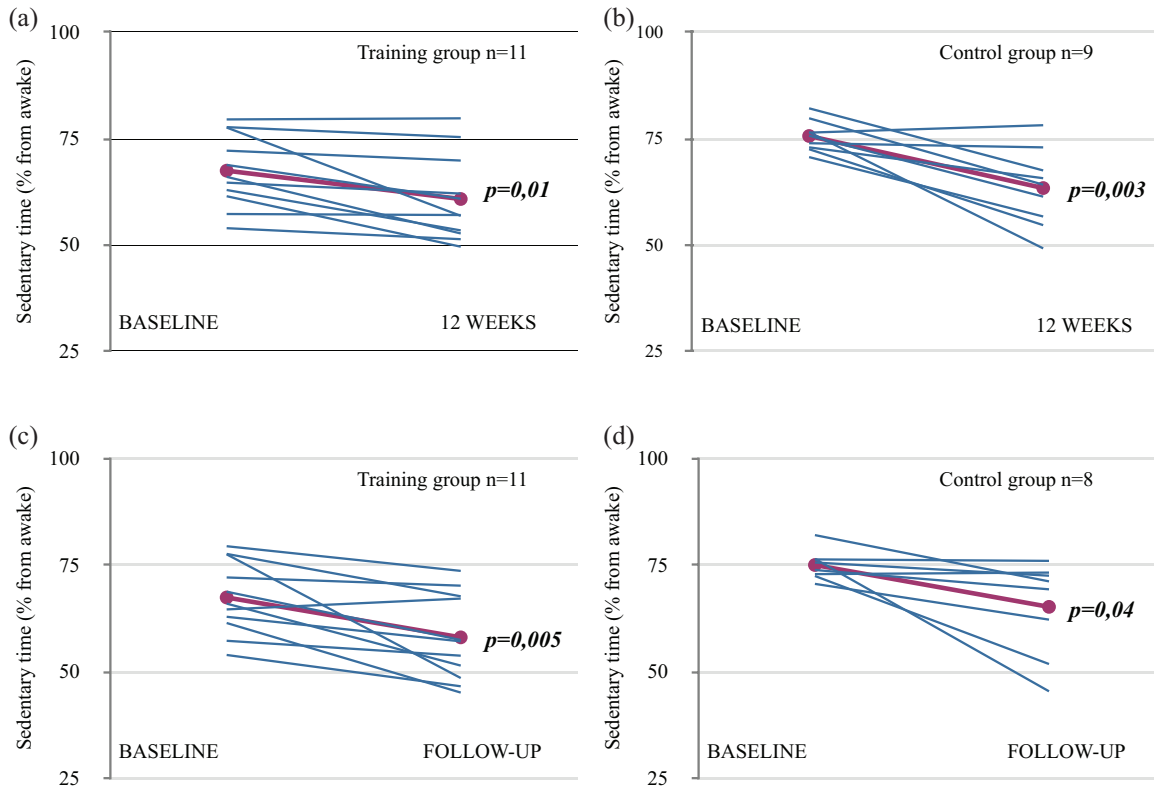 (a)
Sedentary time (% from awake)
100
75
50
25
Training group n=11
p=0,01
BASELINE
12 WEEKS
(b)
Sedentary time (% from awake)
100
75
50
25
Control group n=9
p=0,003
BASELINE
12 WEEKS
(c)
Sedentary time (% from awake)
100
75
50
25
Training group n=11
p=0,005
BASELINE
FOLLOW-UP
(d)
Sedentary time (% from awake)
100
75
50
25
Control group n=8
p=0,04
BASELINE
FOLLOW-UP